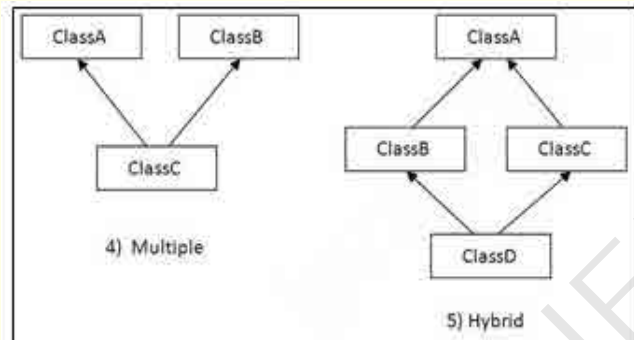 ClassA
ClassB
ClassC
4) Multiple
ClassA
ClassB
ClassC
ClassD
5) Hybrid